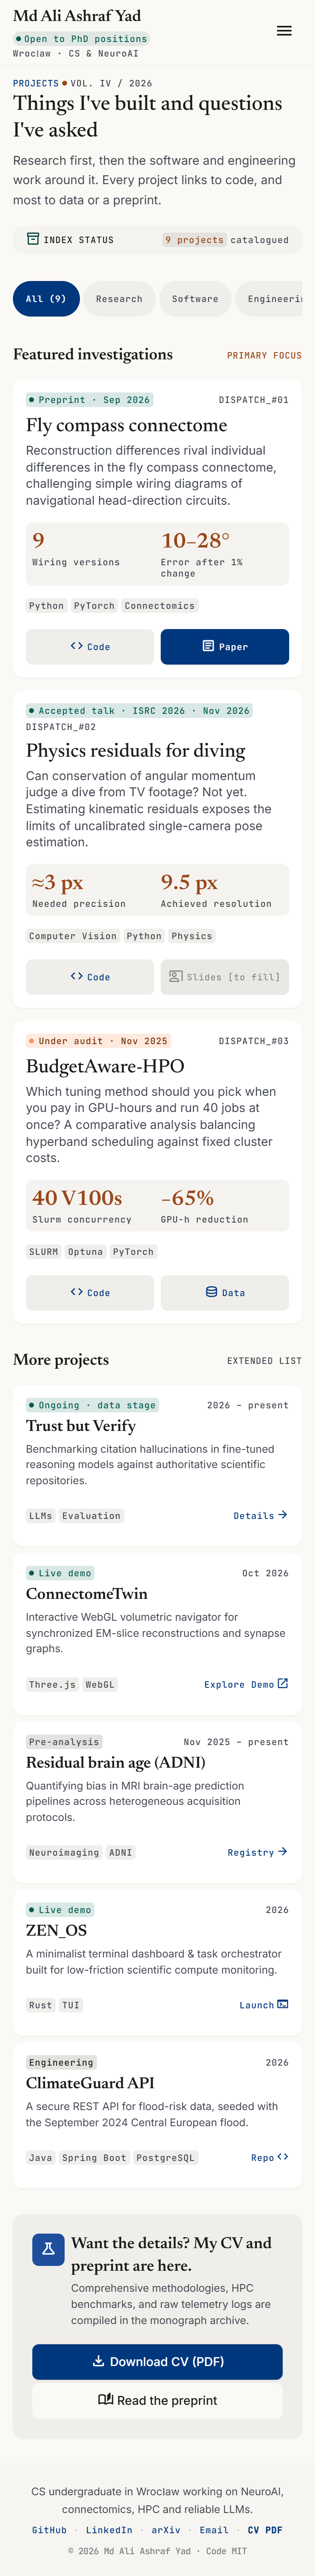 Md Ali Ashraf Yad
Open to PhD positions
Wrocław · CS & NeuroAI
PROJECTS VOL. IV / 2026
Things I've built and questions
I've asked
Research first, then the software and engineering
work around it. Every project links to code, and
most to data or a preprint.
INDEX STATUS 9 projects catalogued
All (9) Research Software Engineerin
Featured investigations PRIMARY FOCUS
Preprint · Sep 2026 DISPATCH_#01
Fly compass connectome
Reconstruction differences rival individual
differences in the fly compass connectome,
challenging simple wiring diagrams of
navigational head-direction circuits.
9 10–28°
Wiring versions Error after 1%
change
Python PyTorch Connectomics
Code Paper
Accepted talk · ISRC 2026 · Nov 2026
DISPATCH_#02
Physics residuals for diving
Can conservation of angular momentum
judge a dive from TV footage? Not yet.
Estimating kinematic residuals exposes the
limits of uncalibrated single-camera pose
estimation.
≈3 px 9.5 px
Needed precision Achieved resolution
Computer Vision Python Physics
Code Slides [to fill]
Under audit · Nov 2025 DISPATCH_#03
BudgetAware-HPO
Which tuning method should you pick when
you pay in GPU-hours and run 40 jobs at
once? A comparative analysis balancing
hyperband scheduling against fixed cluster
costs.
40 V100s –65%
Slurm concurrency GPU-h reduction
SLURM Optuna PyTorch
Code Data
More projects EXTENDED LIST
Ongoing · data stage 2026 – present
Trust but Verify
Benchmarking citation hallucinations in fine-tuned
reasoning models against authoritative scientific
repositories.
LLMs Evaluation Details
Live demo Oct 2026
ConnectomeTwin
Interactive WebGL volumetric navigator for
synchronized EM-slice reconstructions and synapse
graphs.
Three.js WebGL Explore Demo
Pre-analysis Nov 2025 – present
Residual brain age (ADNI)
Quantifying bias in MRI brain-age prediction
pipelines across heterogeneous acquisition
protocols.
Neuroimaging ADNI Registry
Live demo 2026
ZEN_OS
A minimalist terminal dashboard & task orchestrator
built for low-friction scientific compute monitoring.
Rust TUI Launch
Engineering 2026
ClimateGuard API
A secure REST API for flood-risk data, seeded with
the September 2024 Central European flood.
Java Spring Boot PostgreSQL Repo
Want the details? My CV and
preprint are here.
Comprehensive methodologies, HPC
benchmarks, and raw telemetry logs are
compiled in the monograph archive.
Download CV (PDF)
Read the preprint
CS undergraduate in Wrocław working on NeuroAI,
connectomics, HPC and reliable LLMs.
GitHub · LinkedIn · arXiv · Email · CV PDF
© 2026 Md Ali Ashraf Yad · Code MIT